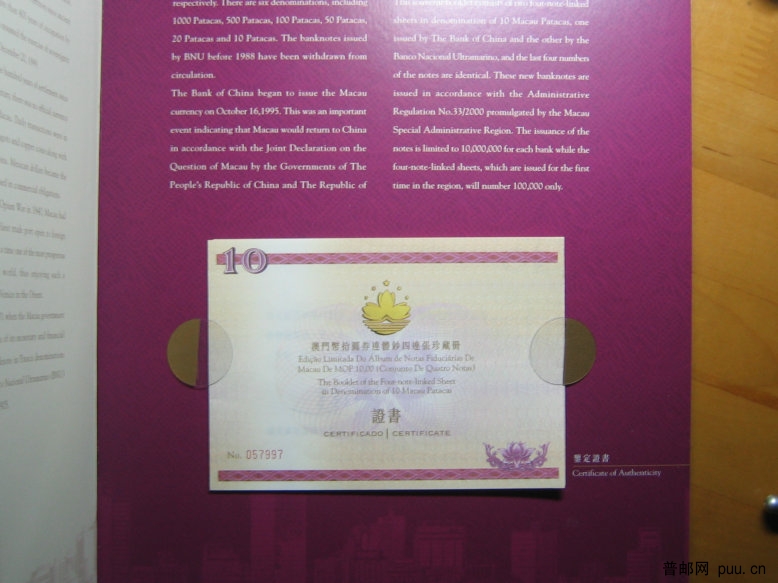 respectively. There are six denominations, including
1000 Patacas, 500 Patacas, 100 Patacas, 50 Patacas,
20 Patacas and 10 Patacas. The banknotes issued
by BNU before 1988 have been withdrawn from
circulation.
The Bank of China began to issue the Macau
currency on October 16,1995. This was an important
event indicating that Macau would return to China
in accordance with the Joint Declaration on the
Question of Macau by the Governments of The
People's Republic of China and The Republic of
This souvenir booklet consists of two four-note-linked
sheets in denomination of 10 Macau Patacas, one
issued by The Bank of China and the other by the
Banco Nacional Ultramarino, and the last four numbers
of the notes are identical. These new banknotes are
issued in accordance with the Administrative
Regulation No.33/2000 promulgated by the Macau
Special Administrative Region. The issuance of the
notes is limited to 10,000,000 for each bank while the
four-note-linked sheets, which are issued for the first
time in the region, will number 100,000 only.
10
澳門幣拾圓券連體鈔四連張珍藏冊
Edição Limitada Do Álbum de Notas Fiduciárias De
Macau De MOP 10,00 (Conjunto De Quatro Notas)
The Booklet of the Four-note-linked Sheet
in Denomination of 10 Macau Patacas
證書
CERTIFICADO | CERTIFICATE
No. 057997
鑒定證書
Certificate of Authenticity
普邮网 puu.cn